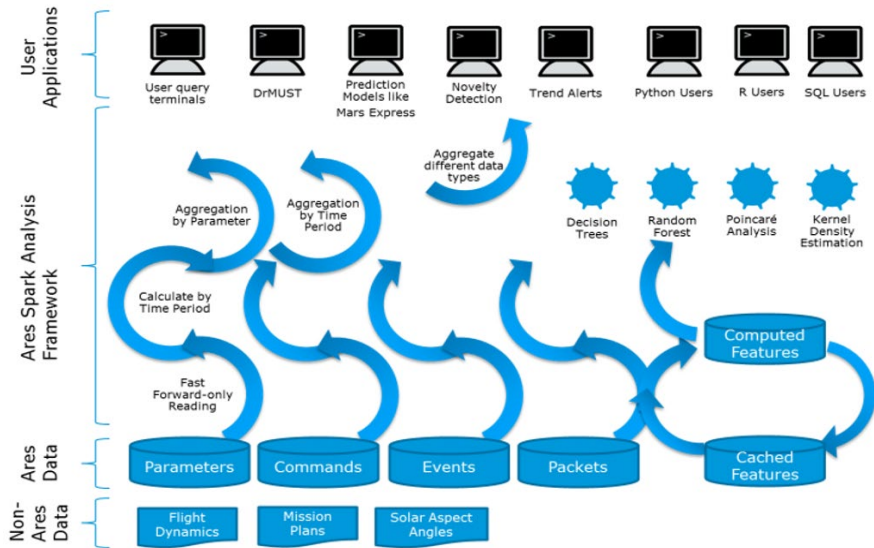 User
Applications
>
>
>
>
>
>
>
>
User query
terminals
DrMUST
Prediction
Models like
Mars Express
Novelty
Detection
Trend Alerts
Python Users
R Users
SQL Users
Ares Spark Analysis
Framework
Aggregation
by Parameter
Aggregation
by Time
Period
Aggregate
different data
types
Decision
Trees
Random
Forest
Poincaré
Analysis
Kernel
Density
Estimation
Calculate by
Time Period
Fast
Forward-only
Reading
Computed
Features
Ares
Data
Parameters
Commands
Events
Packets
Cached
Features
Non-
Ares Data
Flight
Dynamics
Mission
Plans
Solar Aspect
Angles